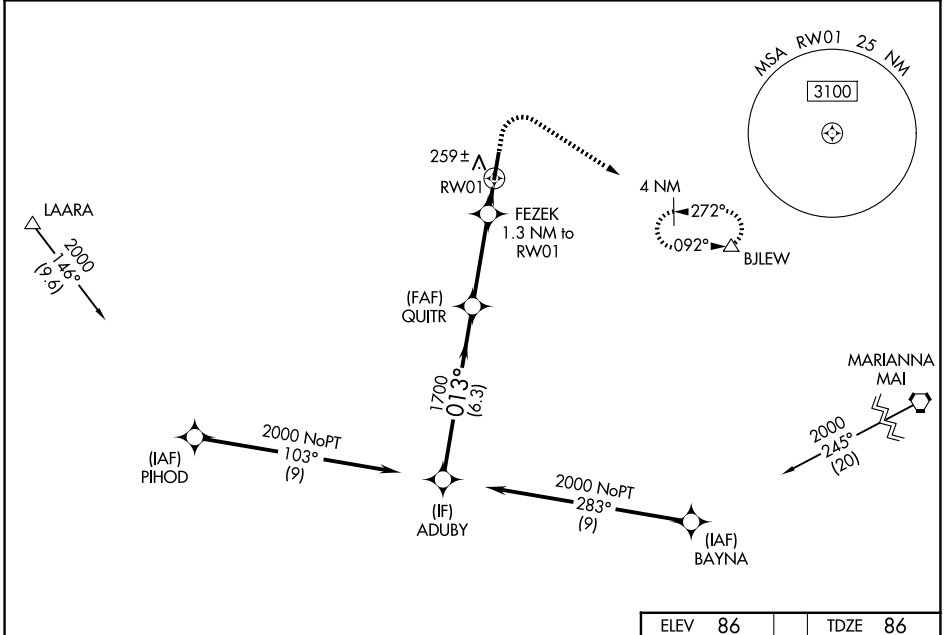 MSA RW01 25 NM
3100
259±
RW01
4 NM
272°
092°
BJLEW
LAARA
2000
146°
(9.6)
FEZEK
1.3 NM to
RW01
(FAF)
QUITR
MARIANNA
MAI
1700
013°
(6.3)
2000
245°
(20)
2000 NoPT
103°
(9)
(IAF)
PIHOD
2000 NoPT
283°
(9)
(IF)
ADUBY
(IAF)
BAYNA
ELEV 86
TDZE 86